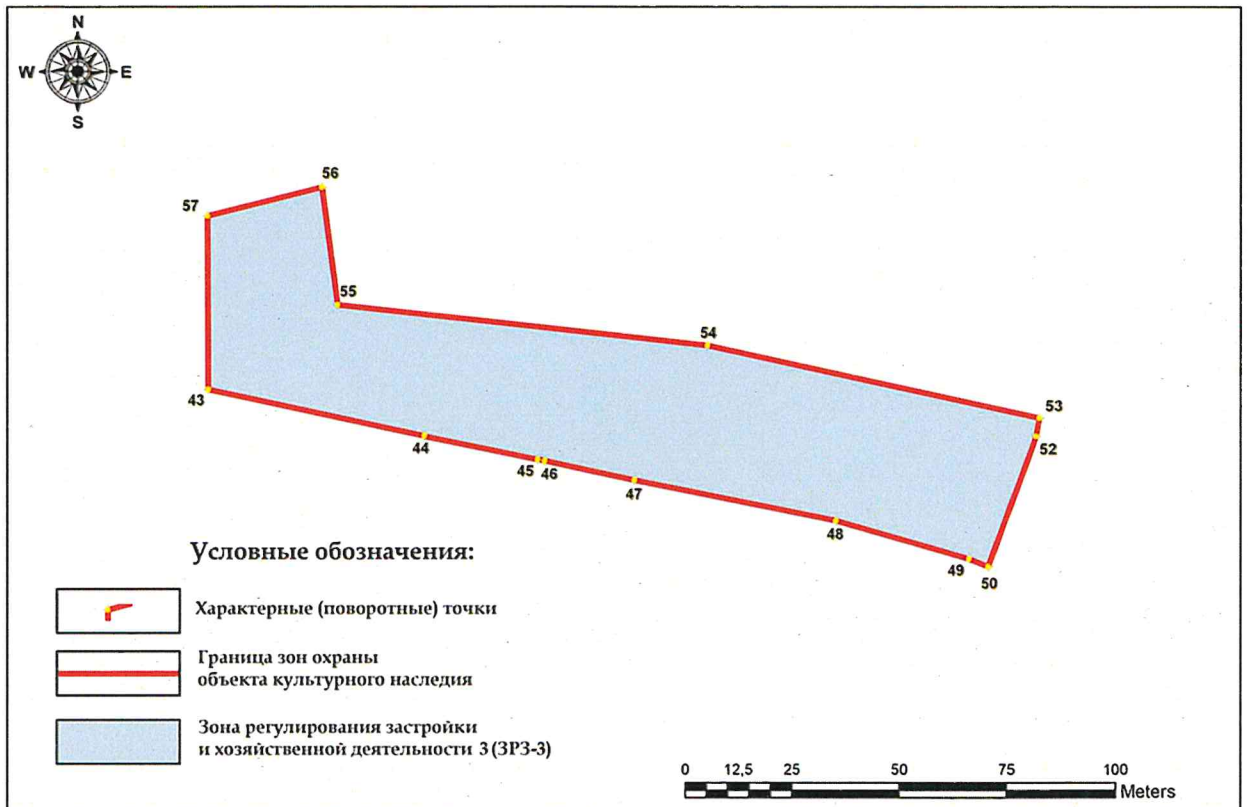 N
W E
S
56
57
55
54
53
52
43
44
45 46
47
48
49
50
Условные обозначения:
Характерные (поворотные) точки
Граница зон охраны
объекта культурного наследия
Зона регулирования застройки
и хозяйственной деятельности 3 (ЗРЗ-3)
0 12,5 25 50 75 100
Meters